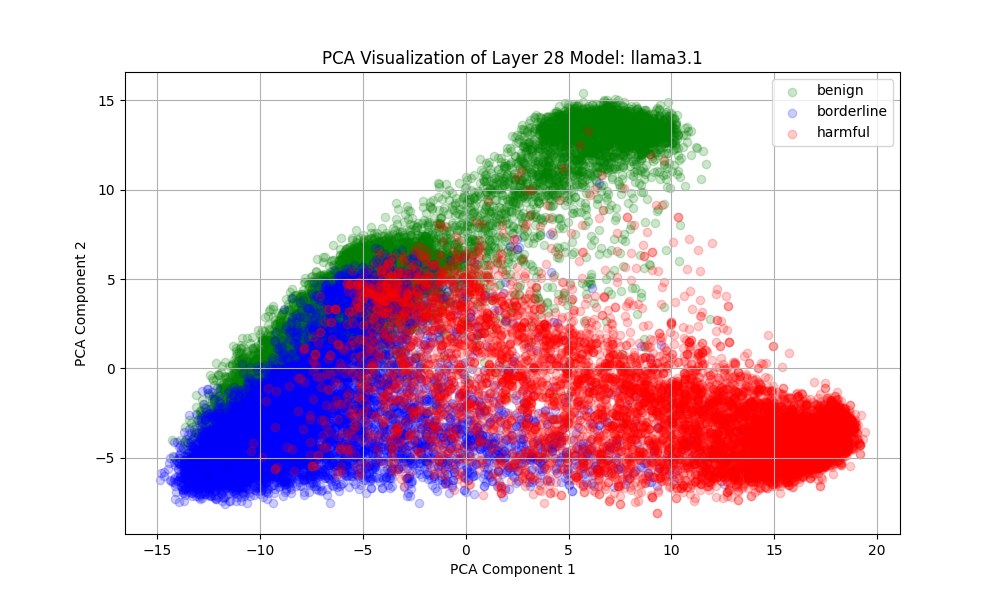 PCA Visualization of Layer 28 Model: llama3.1
benign
borderline
harmful
15
10
5
0
−5
PCA Component 2
−15
−10
−5
0
5
10
15
20
PCA Component 1